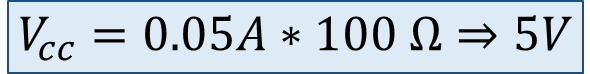 V_cc = 0.05A * 100 Ω ⇒ 5V